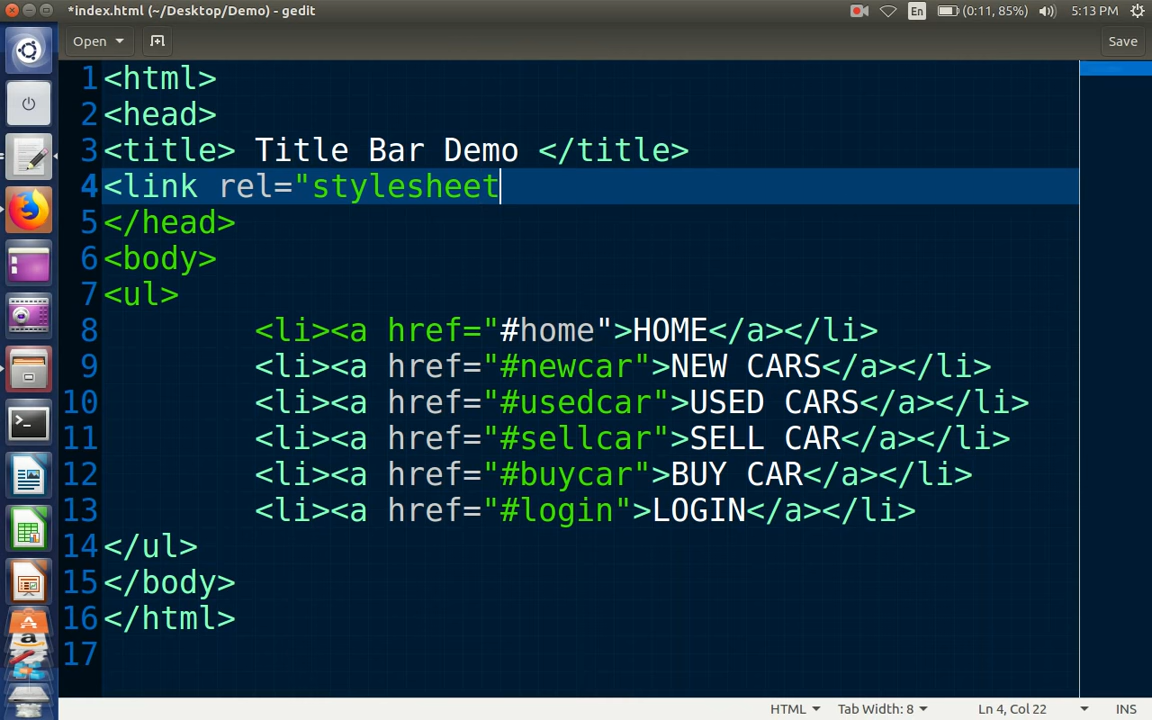 *index.html (~/Desktop/Demo) - gedit
En
(0:11, 85%)
5:13 PM
Open
Save
1 <html>
2 <head>
3 <title> Title Bar Demo </title>
4 <link rel="stylesheet
5 </head>
6 <body>
7 <ul>
8 <li><a href="#home">HOME</a></li>
9 <li><a href="#newcar">NEW CARS</a></li>
10 <li><a href="#usedcar">USED CARS</a></li>
11 <li><a href="#sellcar">SELL CAR</a></li>
12 <li><a href="#buycar">BUY CAR</a></li>
13 <li><a href="#login">LOGIN</a></li>
14 </ul>
15 </body>
16 </html>
17
HTML
Tab Width: 8
Ln 4, Col 22
INS